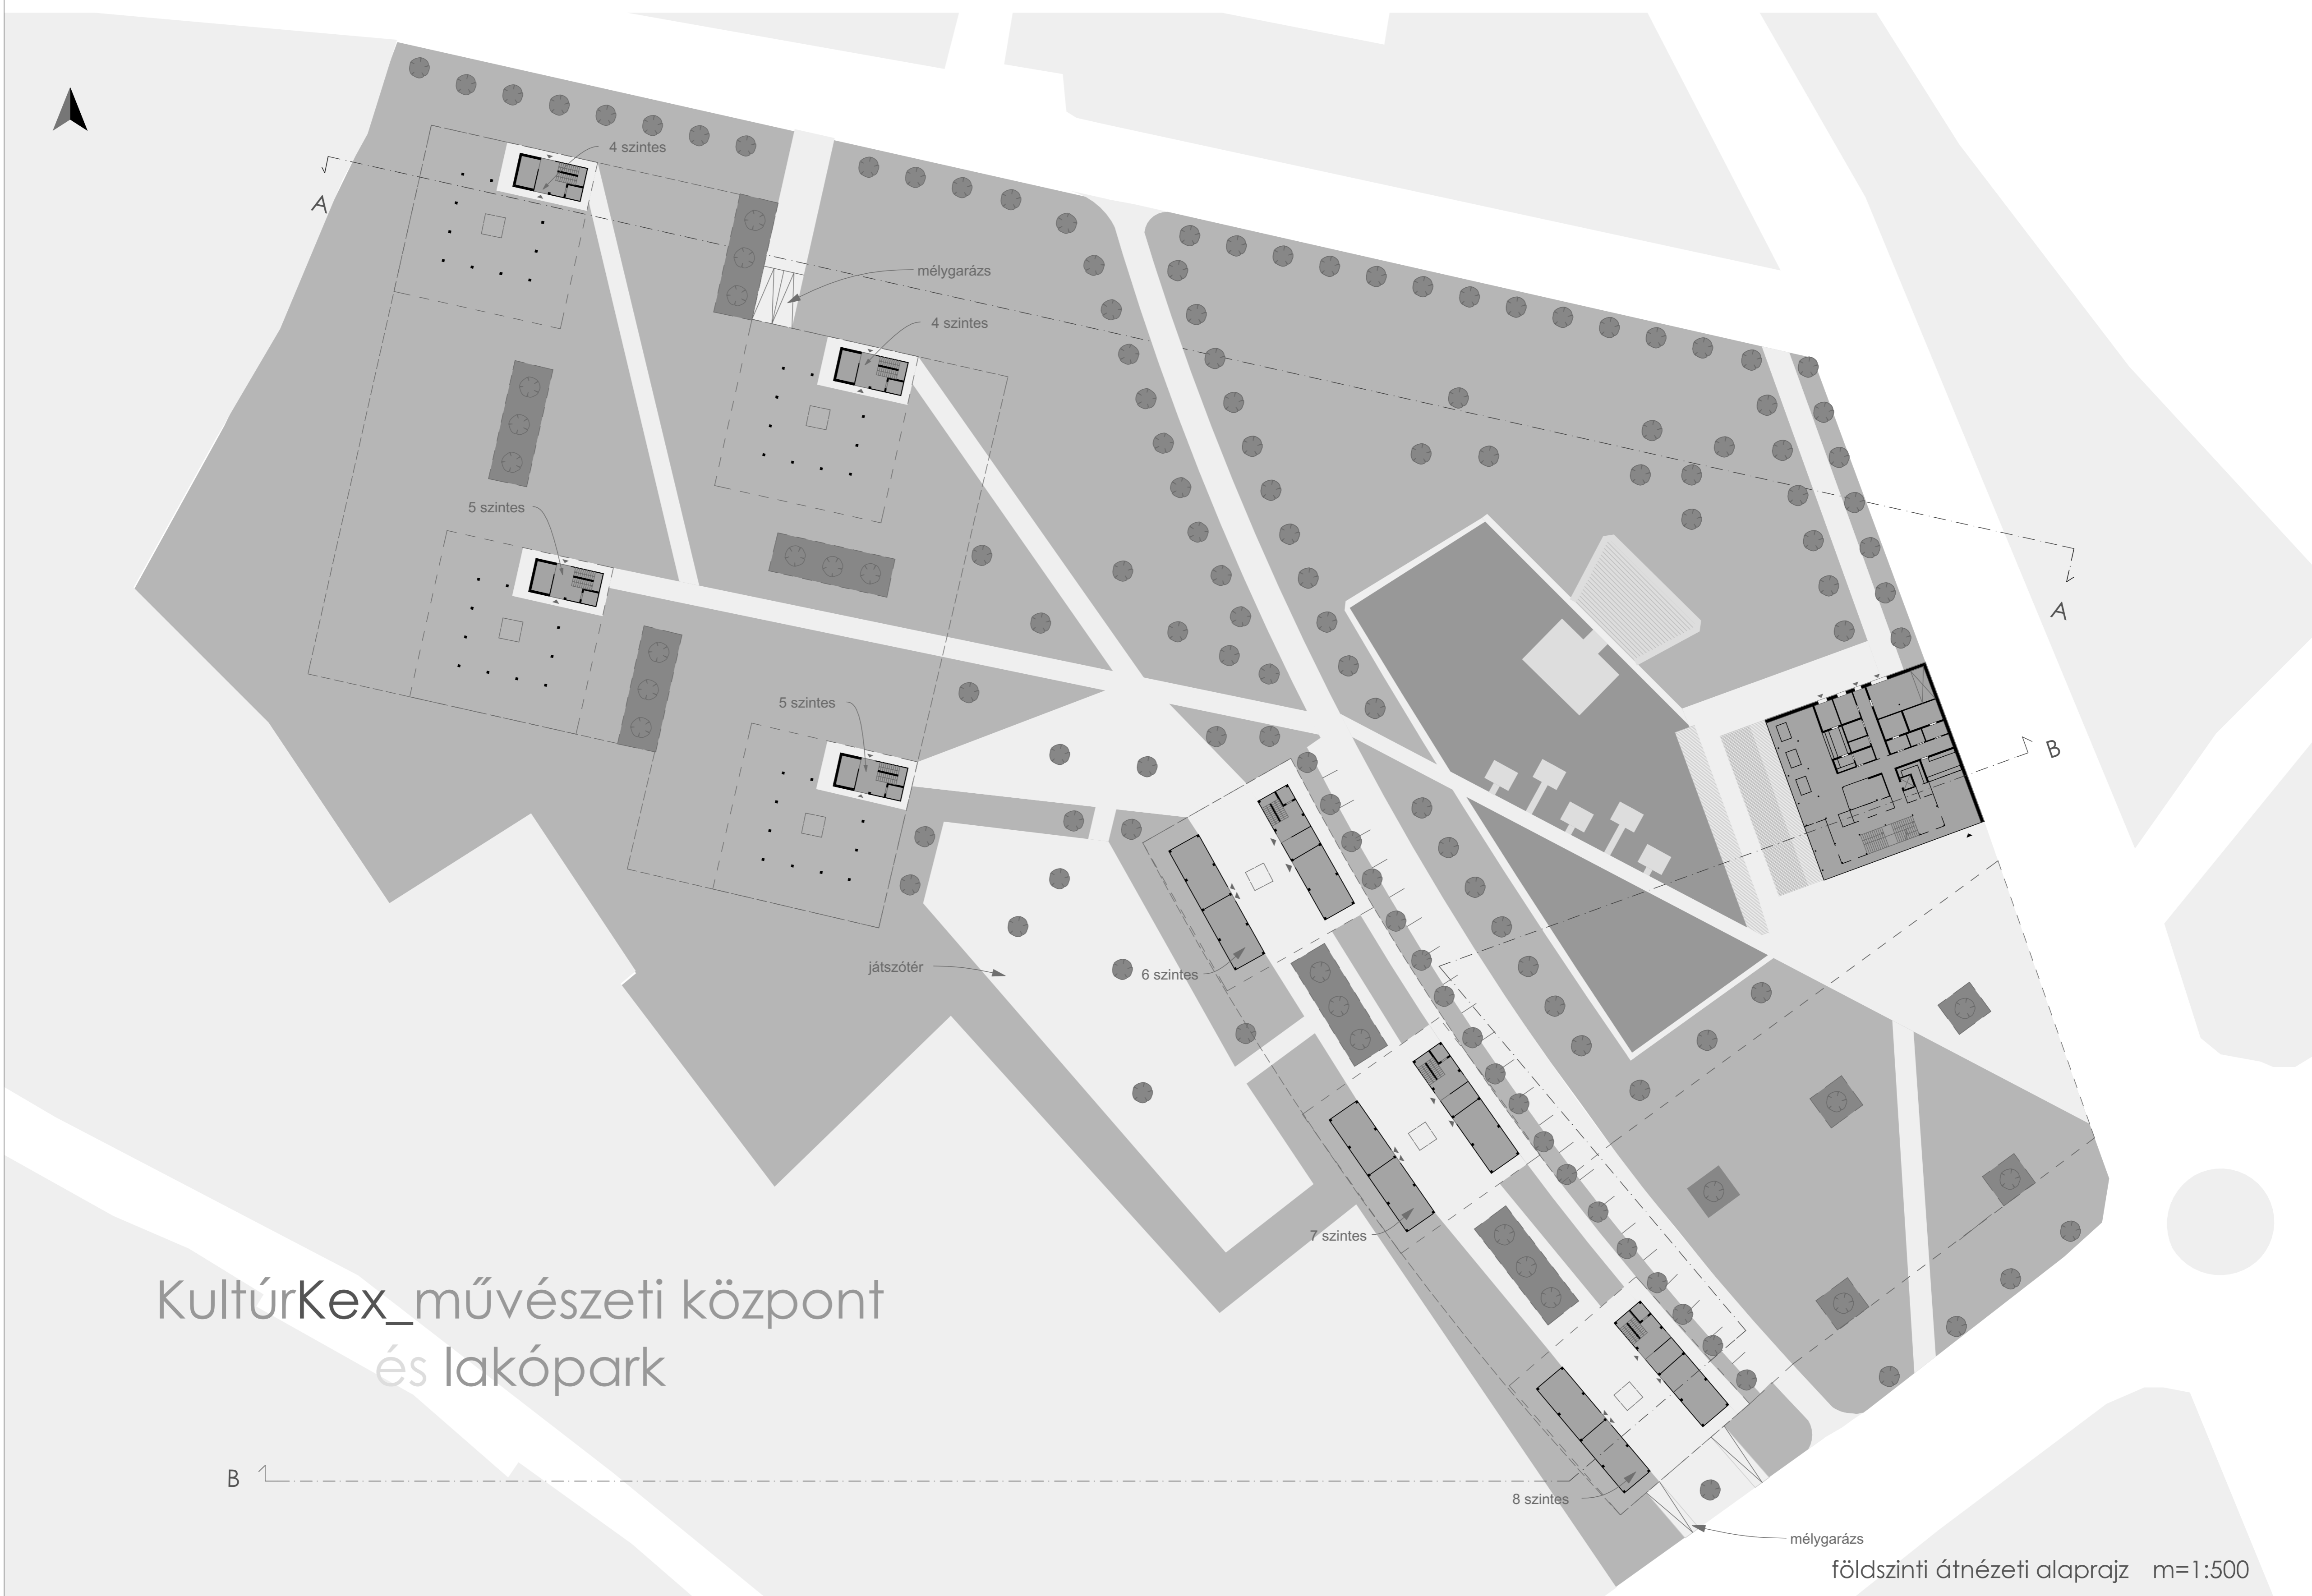 4 szintes
A
mélygarázs
4 szintes
5 szintes
A
5 szintes
B
játszótér
6 szintes
7 szintes
KultúrKex_művészeti központ
és lakópark
B
8 szintes
mélygarázs
földszinti átnézeti alaprajz m=1:500